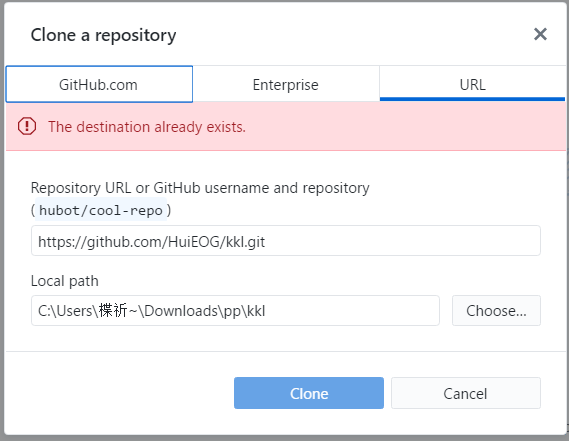 Clone a repository
GitHub.com Enterprise URL
The destination already exists.
Repository URL or GitHub username and repository
(hubot/cool-repo)
https://github.com/HuiEOG/kkl.git
Local path
C:\Users\楪祈~\Downloads\pp\kkl Choose...
Clone Cancel